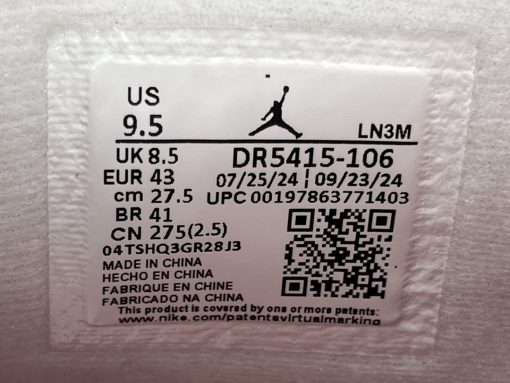 US
9.5
LN3M
UK 8.5
DR5415-106
EUR 43
07/25/24 | 09/23/24
cm 27.5
UPC 00197863771403
BR 41
CN 275(2.5)
04TSHQ3GR28J3
MADE IN CHINA
HECHO EN CHINA
FABRIQUE EN CHINE
FABRICADO NA CHINA
This product is covered by one or more patents:
www.nike.com/patentsvirtualmarking